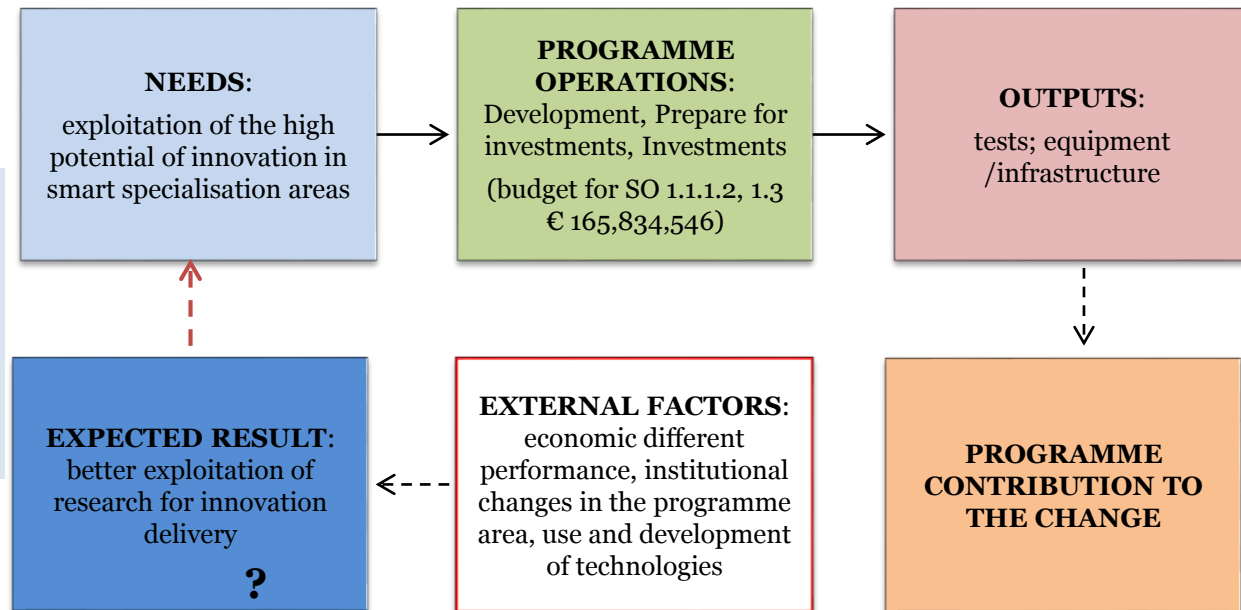 NEEDS:
exploitation of the high
potential of innovation in
smart specialisation areas
PROGRAMME
OPERATIONS:
Development, Prepare for
investments, Investments
(budget for SO 1.1.1.2, 1.3
€ 165,834,546)
OUTPUTS:
tests; equipment
/infrastructure
EXPECTED RESULT:
better exploitation of
research for innovation
delivery
?
EXTERNAL FACTORS:
economic different
performance, institutional
changes in the programme
area, use and development
of technologies
PROGRAMME
CONTRIBUTION TO
THE CHANGE